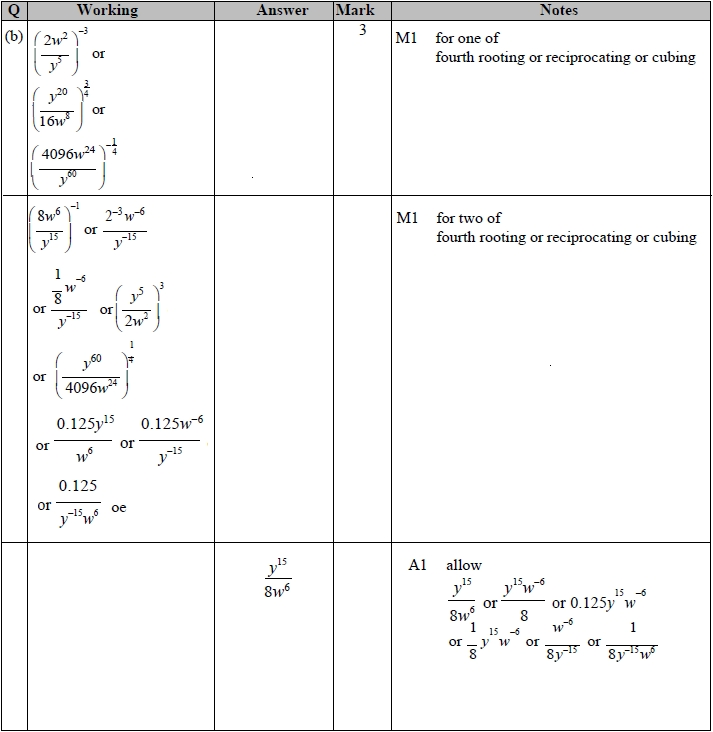 Q Working Answer Mark Notes
(b) (2w²/y⁵)⁻³ or 3 M1 for one of
fourth rooting or reciprocating or cubing
(y²⁰/16w⁸)^(3/4) or
(4096w²⁴/y⁶⁰)^(-1/4)
(8w⁶/y¹⁵)⁻¹ or 2⁻³w⁻⁶/y⁻¹⁵ M1 for two of
fourth rooting or reciprocating or cubing
or (1/8)w⁻⁶/y⁻¹⁵ or (y⁵/2w²)³
or (y⁶⁰/4096w²⁴)^(1/4)
or 0.125y¹⁵/w⁶ or 0.125w⁻⁶/y⁻¹⁵
or 0.125/y⁻¹⁵w⁶ oe
y¹⁵/8w⁶ A1 allow
y¹⁵/8w⁶ or y¹⁵w⁻⁶/8 or 0.125y¹⁵w⁻⁶
or 1/8 y¹⁵w⁻⁶ or w⁻⁶/8y⁻¹⁵ or 1/8y⁻¹⁵w⁶